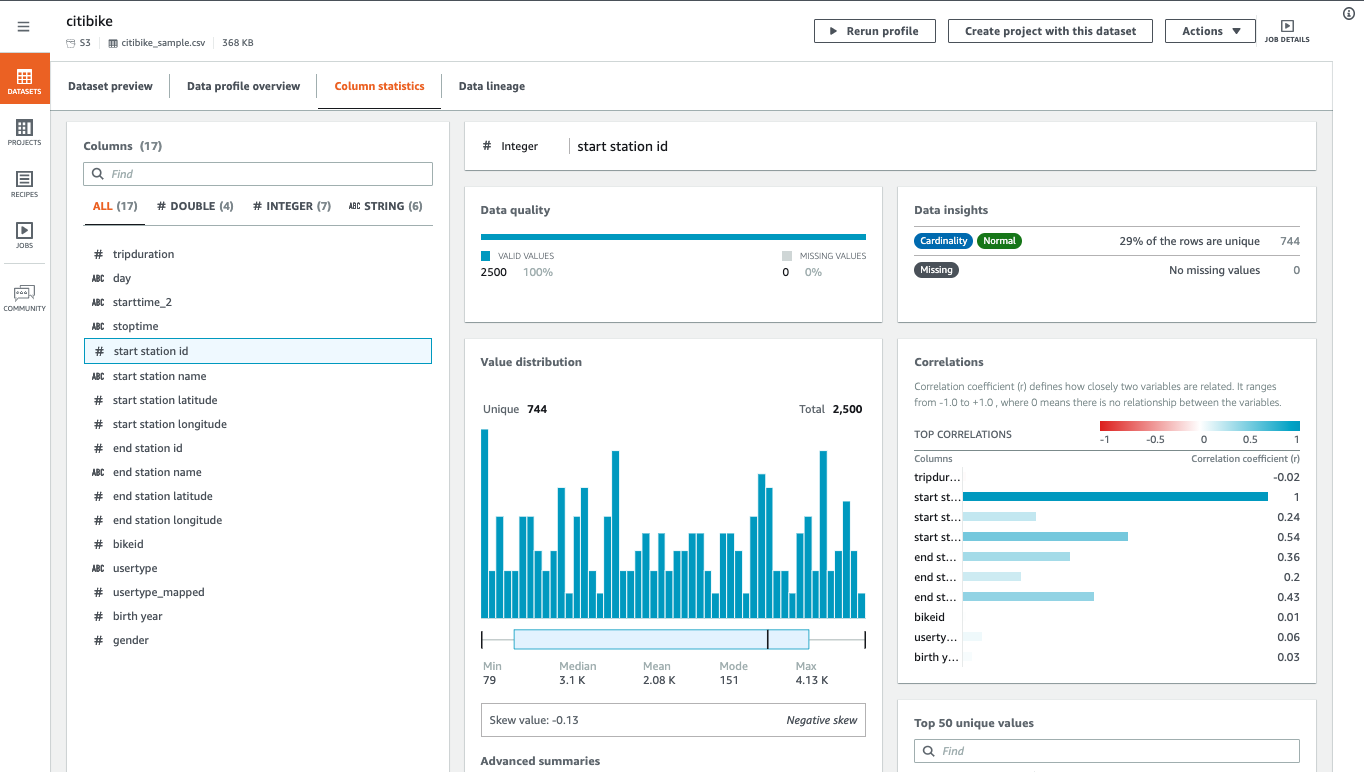 citibike
S3 citibike_sample.csv 368 KB
Rerun profile
Create project with this dataset
Actions
JOB DETAILS
DATASETS
PROJECTS
RECIPES
JOBS
COMMUNITY
Dataset preview
Data profile overview
Column statistics
Data lineage
Columns (17)
Find
ALL (17)
# DOUBLE (4)
# INTEGER (7)
ABC STRING (6)
# tripduration
ABC day
ABC starttime_2
ABC stoptime
# start station id
ABC start station name
# start station latitude
# start station longitude
# end station id
ABC end station name
# end station latitude
# end station longitude
# bikeid
ABC usertype
# usertype_mapped
# birth year
# gender
# Integer start station id
Data quality
VALID VALUES
2500 100%
MISSING VALUES
0 0%
Data insights
Cardinality Normal 29% of the rows are unique 744
Missing No missing values 0
Value distribution
Unique 744
Total 2,500
Min
79
Median
3.1 K
Mean
2.08 K
Mode
151
Max
4.13 K
Skew value: -0.13 Negative skew
Advanced summaries
Correlations
Correlation coefficient (r) defines how closely two variables are related. It ranges
from -1.0 to +1.0 , where 0 means there is no relationship between the variables.
TOP CORRELATIONS
-1 -0.5 0 0.5 1
Columns Correlation coefficient (r)
tripdur... -0.02
start st... 1
start st... 0.24
start st... 0.54
end st... 0.36
end st... 0.2
end st... 0.43
bikeid 0.01
userty... 0.06
birth y... 0.03
Top 50 unique values
Find